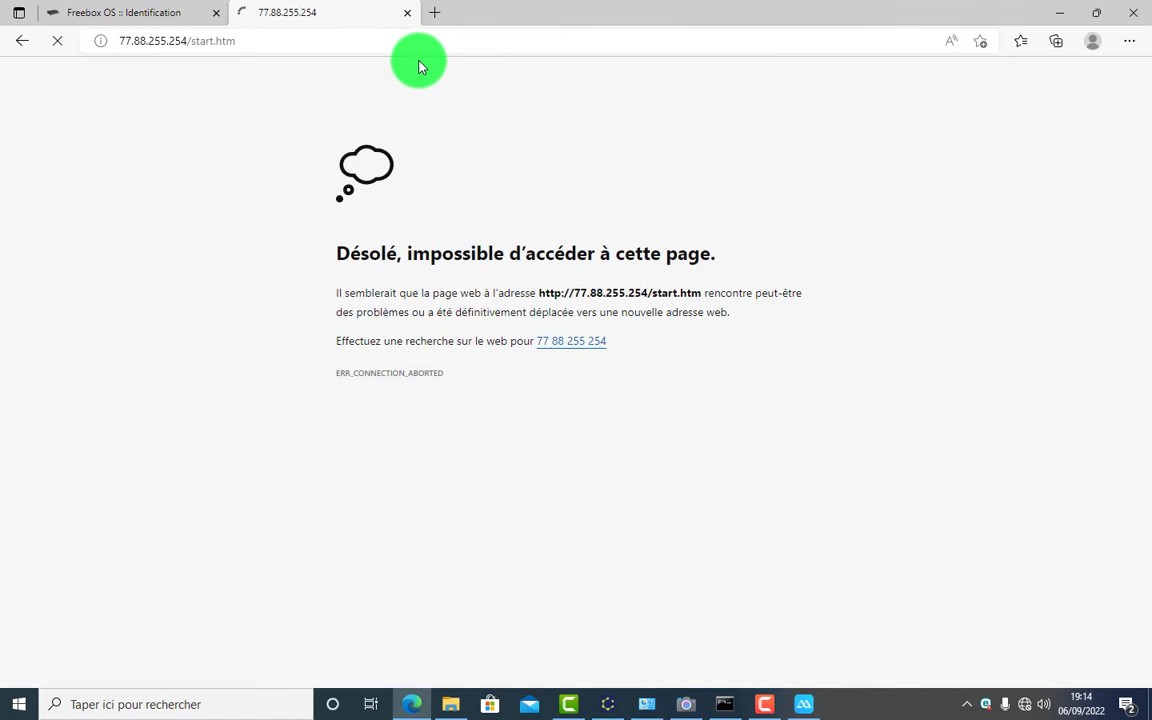 Freebox OS :: Identification
77.88.255.254
77.88.255.254/start.htm
Désolé, impossible d’accéder à cette page.
Il semblerait que la page web à l’adresse http://77.88.255.254/start.htm rencontre peut-être
des problèmes ou a été définitivement déplacée vers une nouvelle adresse web.
Effectuez une recherche sur le web pour 77 88 255 254
ERR_CONNECTION_ABORTED
Taper ici pour rechercher
19:14
06/09/2022
2